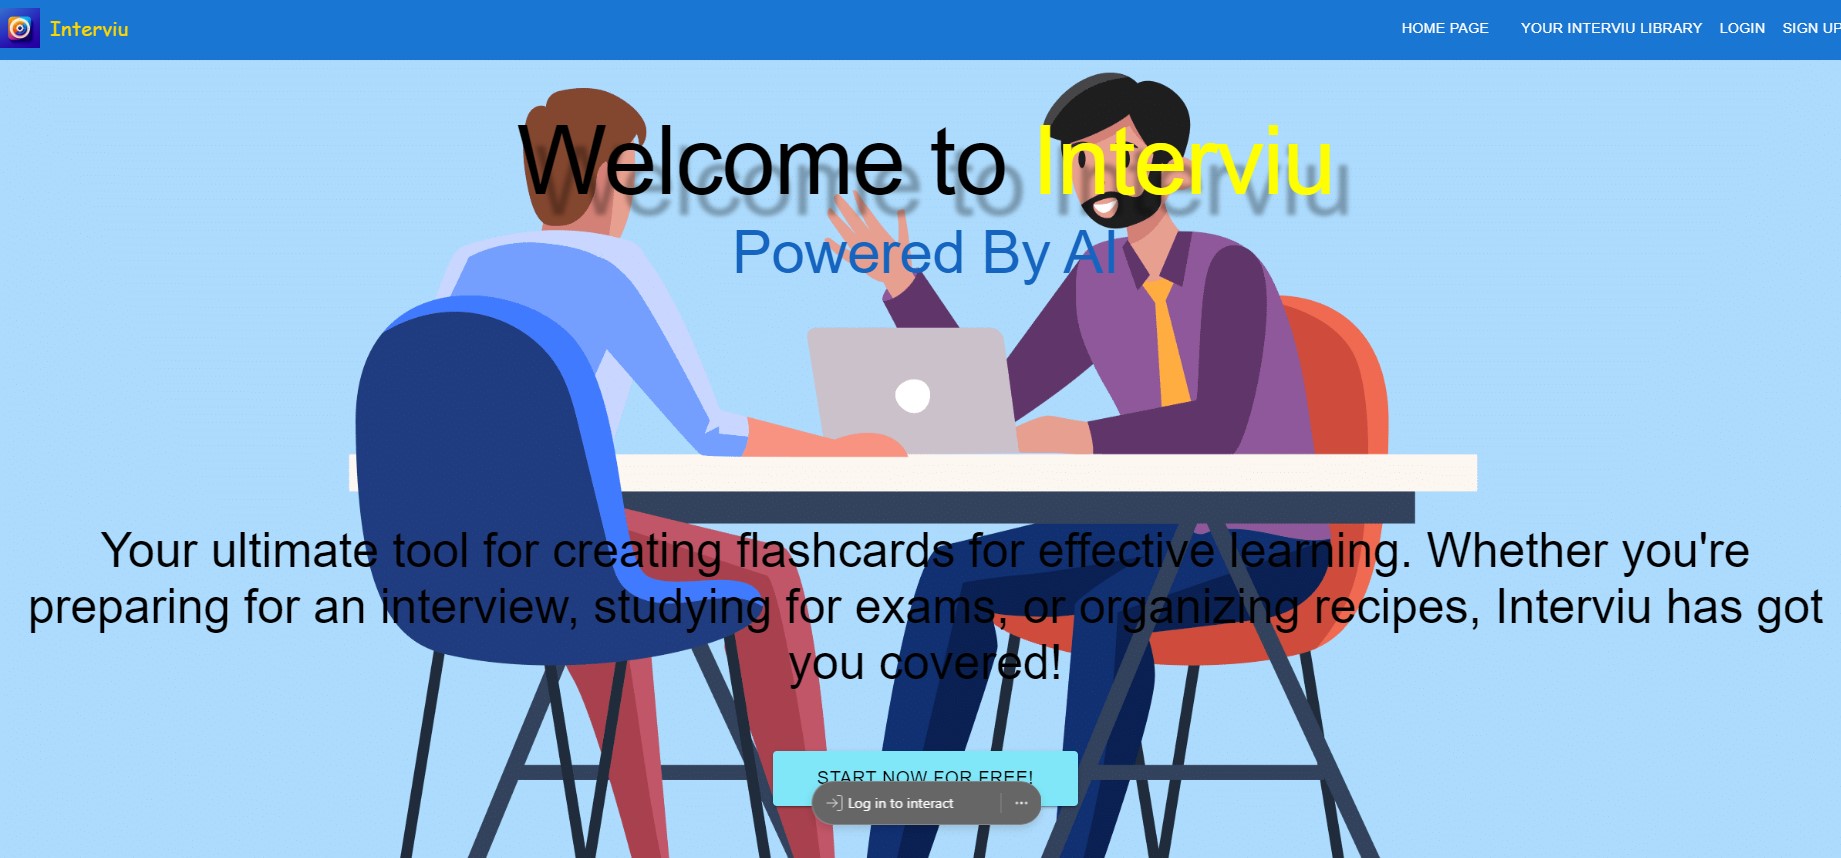 Interviu
HOME PAGE
YOUR INTERVIU LIBRARY
LOGIN
SIGN UP
Welcome to Interviu
Powered By AI
Your ultimate tool for creating flashcards for effective learning. Whether you're
preparing for an interview, studying for exams, or organizing recipes, Interviu has got
you covered!
START NOW FOR FREE!
Log in to interact